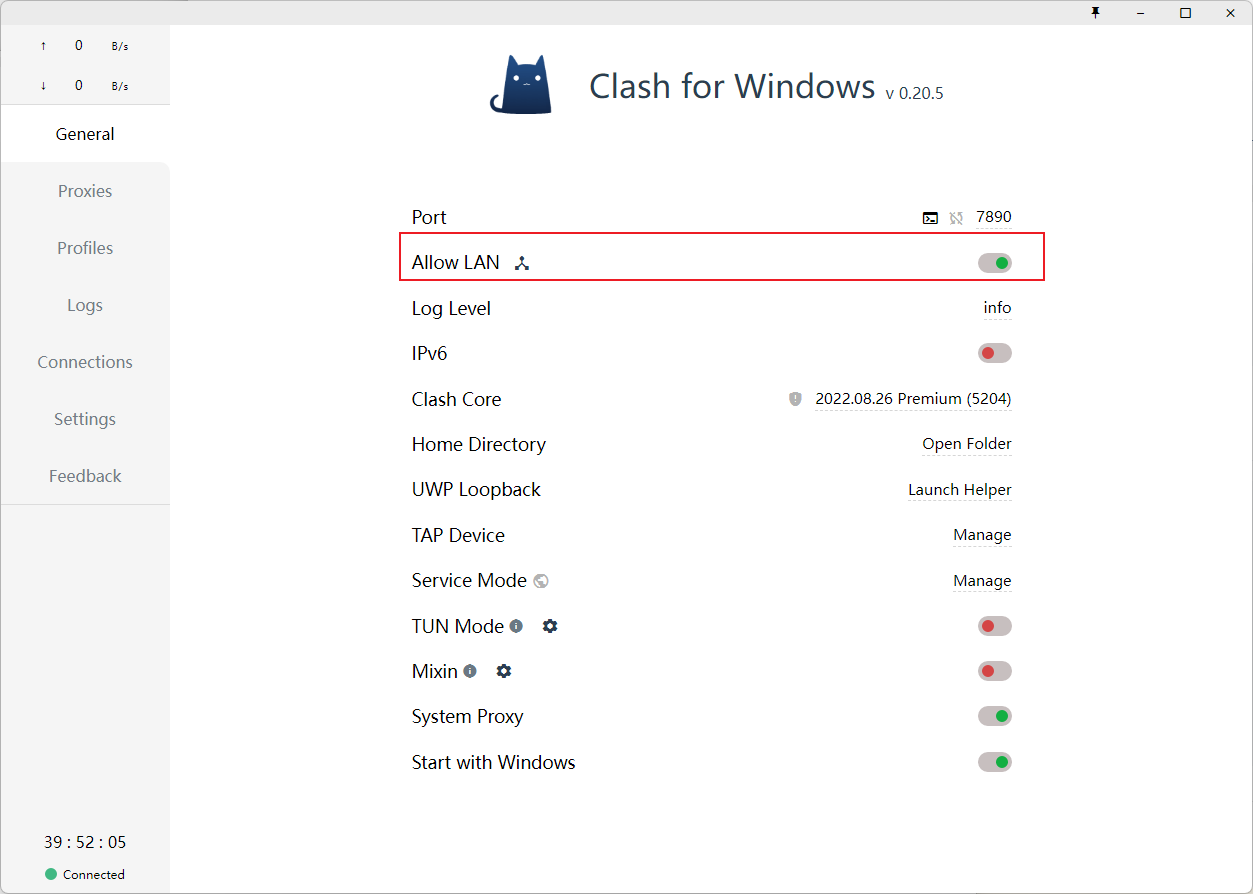 ↑ 0 B/s
↓ 0 B/s
General
Proxies
Profiles
Logs
Connections
Settings
Feedback
39 : 52 : 05
Connected
Clash for Windows v 0.20.5
Port 7890
Allow LAN
Log Level info
IPv6
Clash Core 2022.08.26 Premium (5204)
Home Directory Open Folder
UWP Loopback Launch Helper
TAP Device Manage
Service Mode Manage
TUN Mode
Mixin
System Proxy
Start with Windows